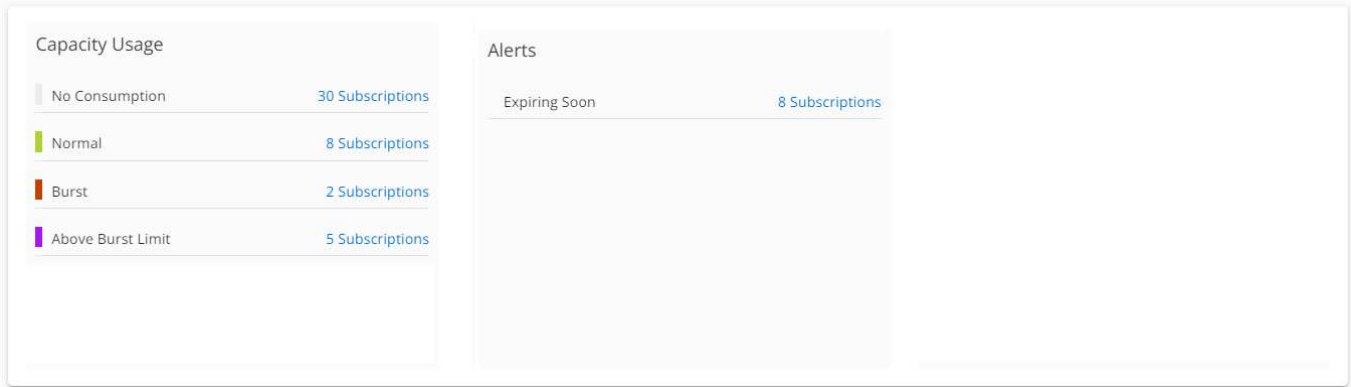 Capacity Usage
No Consumption 30 Subscriptions
Normal 8 Subscriptions
Burst 2 Subscriptions
Above Burst Limit 5 Subscriptions
Alerts
Expiring Soon 8 Subscriptions